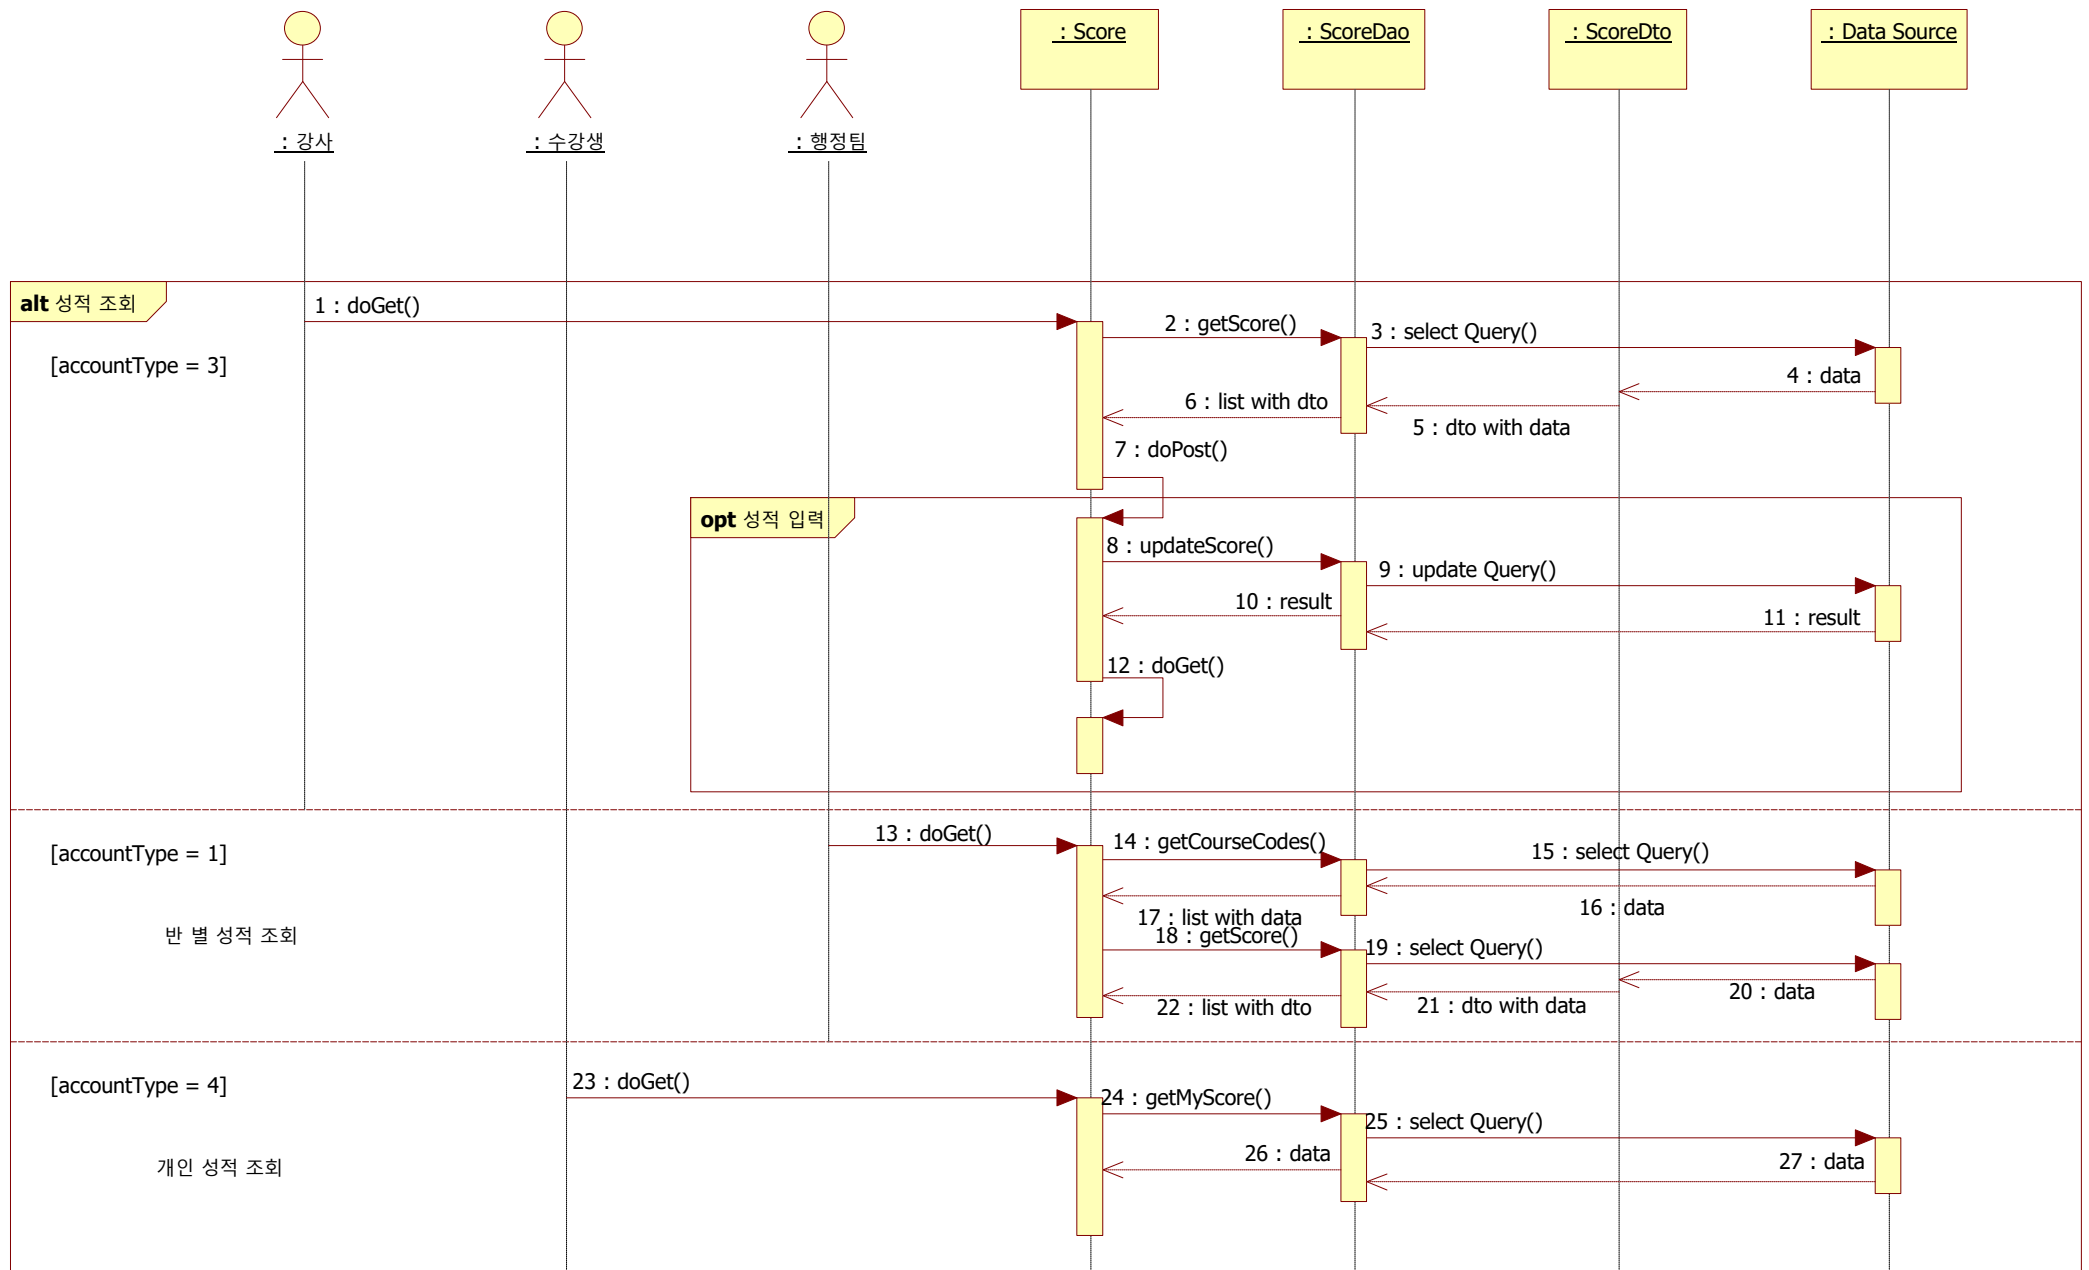 : Score
: ScoreDao
: ScoreDto
: Data Source
: 강사
: 수강생
: 행정팀
alt 성적 조회
1 : doGet()
2 : getScore()
3 : select Query()
[accountType = 3]
4 : data
6 : list with dto
5 : dto with data
7 : doPost()
opt 성적 입력
8 : updateScore()
9 : update Query()
10 : result
11 : result
12 : doGet()
13 : doGet()
14 : getCourseCodes()
15 : select Query()
[accountType = 1]
16 : data
17 : list with data
반 별 성적 조회
18 : getScore()
19 : select Query()
20 : data
22 : list with dto
21 : dto with data
[accountType = 4]
23 : doGet()
24 : getMyScore()
25 : select Query()
26 : data
27 : data
개인 성적 조회